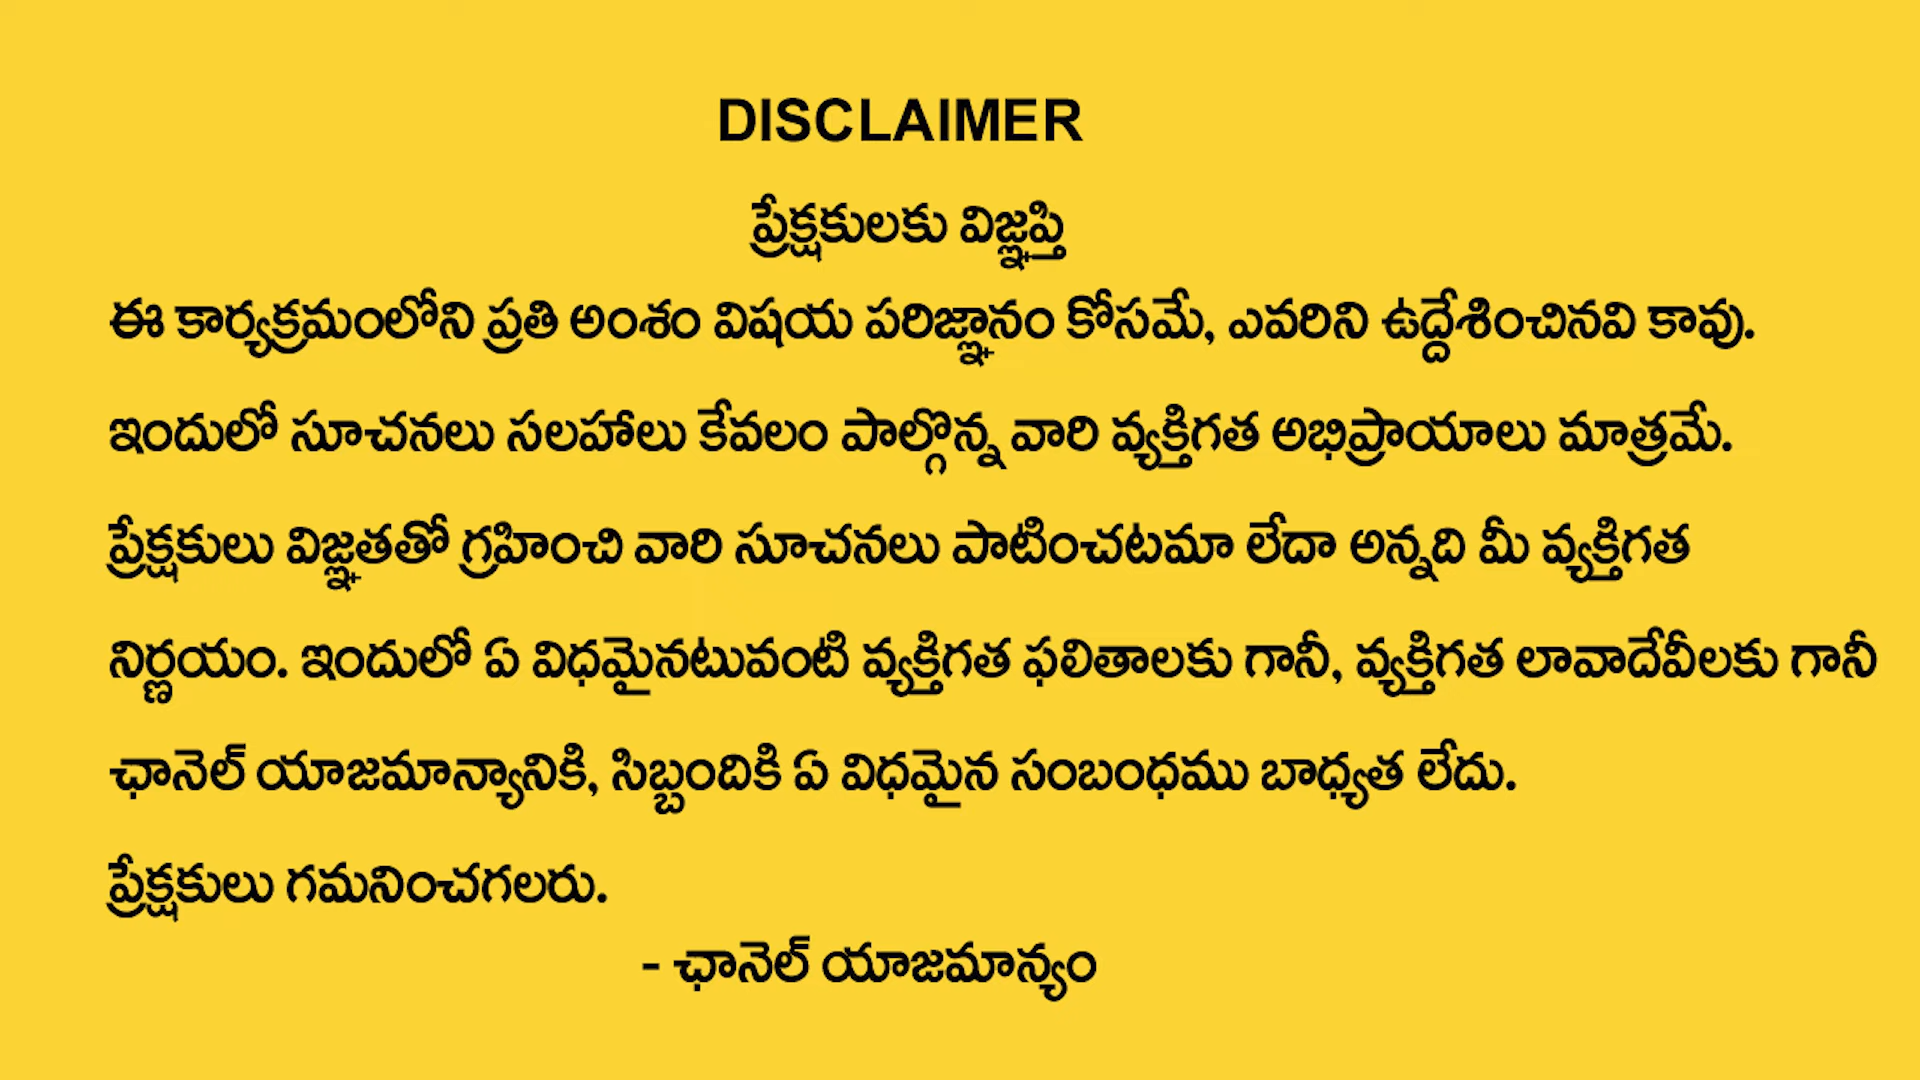 DISCLAIMER
ప్రేక్షకులకు విజ్ఞప్తి
ఈ కార్యక్రమంలోని ప్రతి అంశం విషయ పరిజ్ఞానం కోసమే, ఎవరిని ఉద్దేశించినవి కావు.
ఇందులో సూచనలు సలహాలు కేవలం పాల్గొన్న వారి వ్యక్తిగత అభిప్రాయాలు మాత్రమే.
ప్రేక్షకులు విజ్ఞతతో గ్రహించి వారి సూచనలు పాటించటమా లేదా అన్నది మీ వ్యక్తిగత
నిర్ణయం. ఇందులో ఏ విధమైనటువంటి వ్యక్తిగత ఫలితాలకు గానీ, వ్యక్తిగత లావాదేవీలకు గానీ
ఛానెల్ యాజమాన్యానికి, సిబ్బందికి ఏ విధమైన సంబంధము బాధ్యత లేదు.
ప్రేక్షకులు గమనించగలరు.
- ఛానెల్ యాజమాన్యం